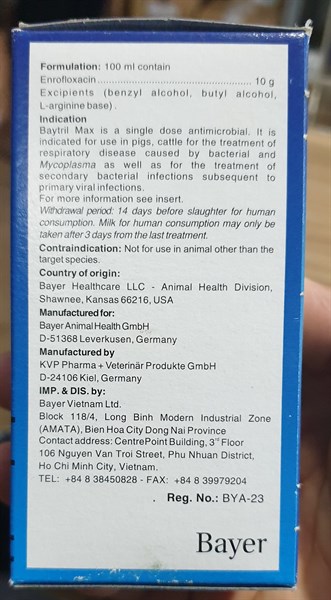 Formulation: 100 ml contain
Enrofloxacin.................................................. 10 g
Excipients (benzyl alcohol, butyl alcohol,
L-arginine base).
Indication
Baytril Max is a single dose antimicrobial. It is
indicated for use in pigs, cattle for the treatment of
respiratory disease caused by bacterial and
Mycoplasma as well as for the treatment of
secondary bacterial infections subsequent to
primary viral infections.
For more information see insert.
Withdrawal period: 14 days before slaughter for human
consumption. Milk for human consumption may only be
taken after 3 days from the last treatment.
Contraindication: Not for use in animal other than the
target species.
Country of origin:
Bayer Healthcare LLC - Animal Health Division,
Shawnee, Kansas 66216, USA
Manufactured for:
Bayer Animal Health GmbH
D-51368 Leverkusen, Germany
Manufactured by
KVP Pharma + Veterinär Produkte GmbH
D-24106 Kiel, Germany
IMP. & DIS. by:
Bayer Vietnam Ltd.
Block 118/4, Long Binh Modern Industrial Zone
(AMATA), Bien Hoa City Dong Nai Province
Contact address: CentrePoint Building, 3rd Floor
106 Nguyen Van Troi Street, Phu Nhuan District,
Ho Chi Minh City, Vietnam.
TEL: +84 8 38450828 - FAX: +84 8 39979204
. Reg. No.: BYA-23
Bayer